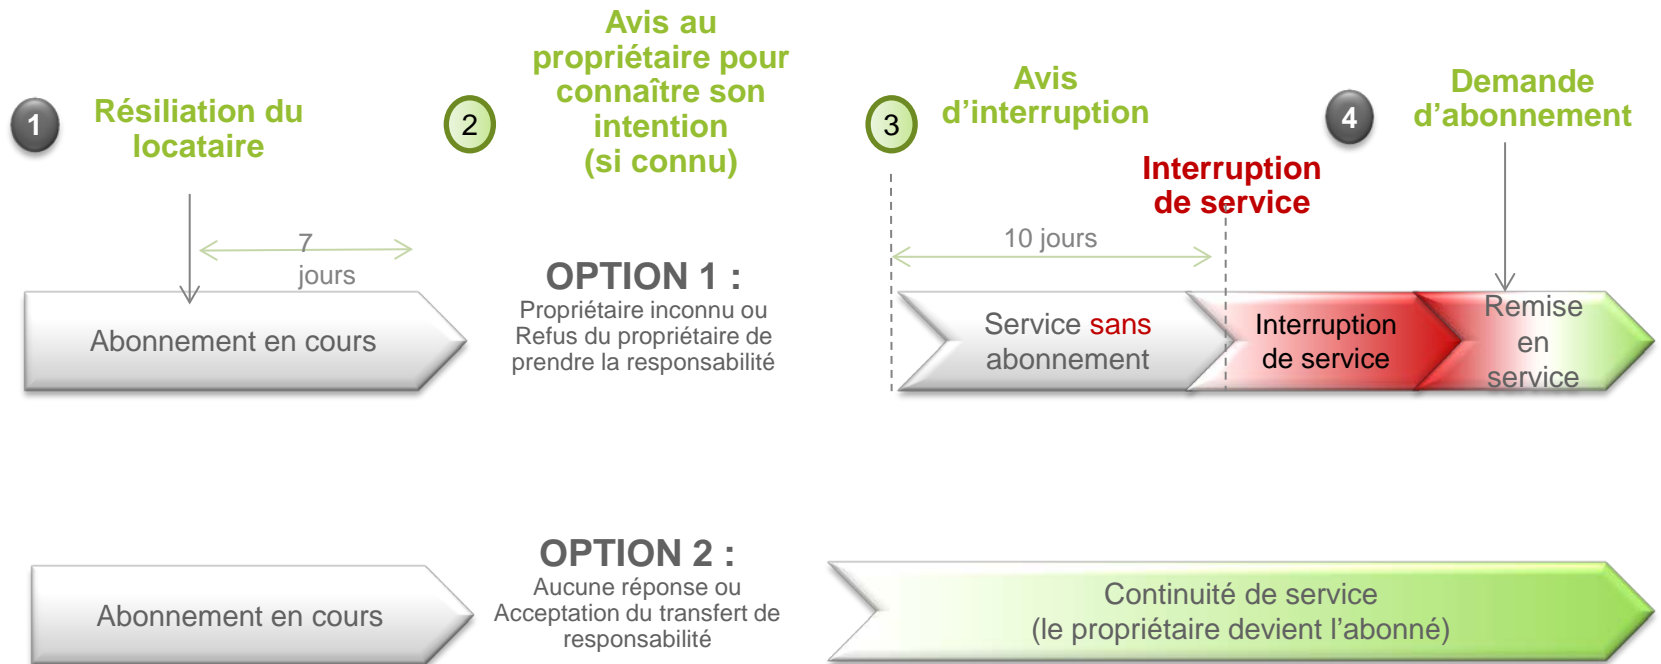 1
Résiliation du
locataire
2
Avis au
propriétaire pour
connaître son
intention
(si connu)
3
Avis
d’interruption
4
Demande
d’abonnement
Interruption
de service
7
jours
10 jours
Abonnement en cours
OPTION 1 :
Propriétaire inconnu ou
Refus du propriétaire de
prendre la responsabilité
Service sans
abonnement
Interruption
de service
Remise
en
service
Abonnement en cours
OPTION 2 :
Aucune réponse ou
Acceptation du transfert de
responsabilité
Continuité de service
(le propriétaire devient l’abonné)